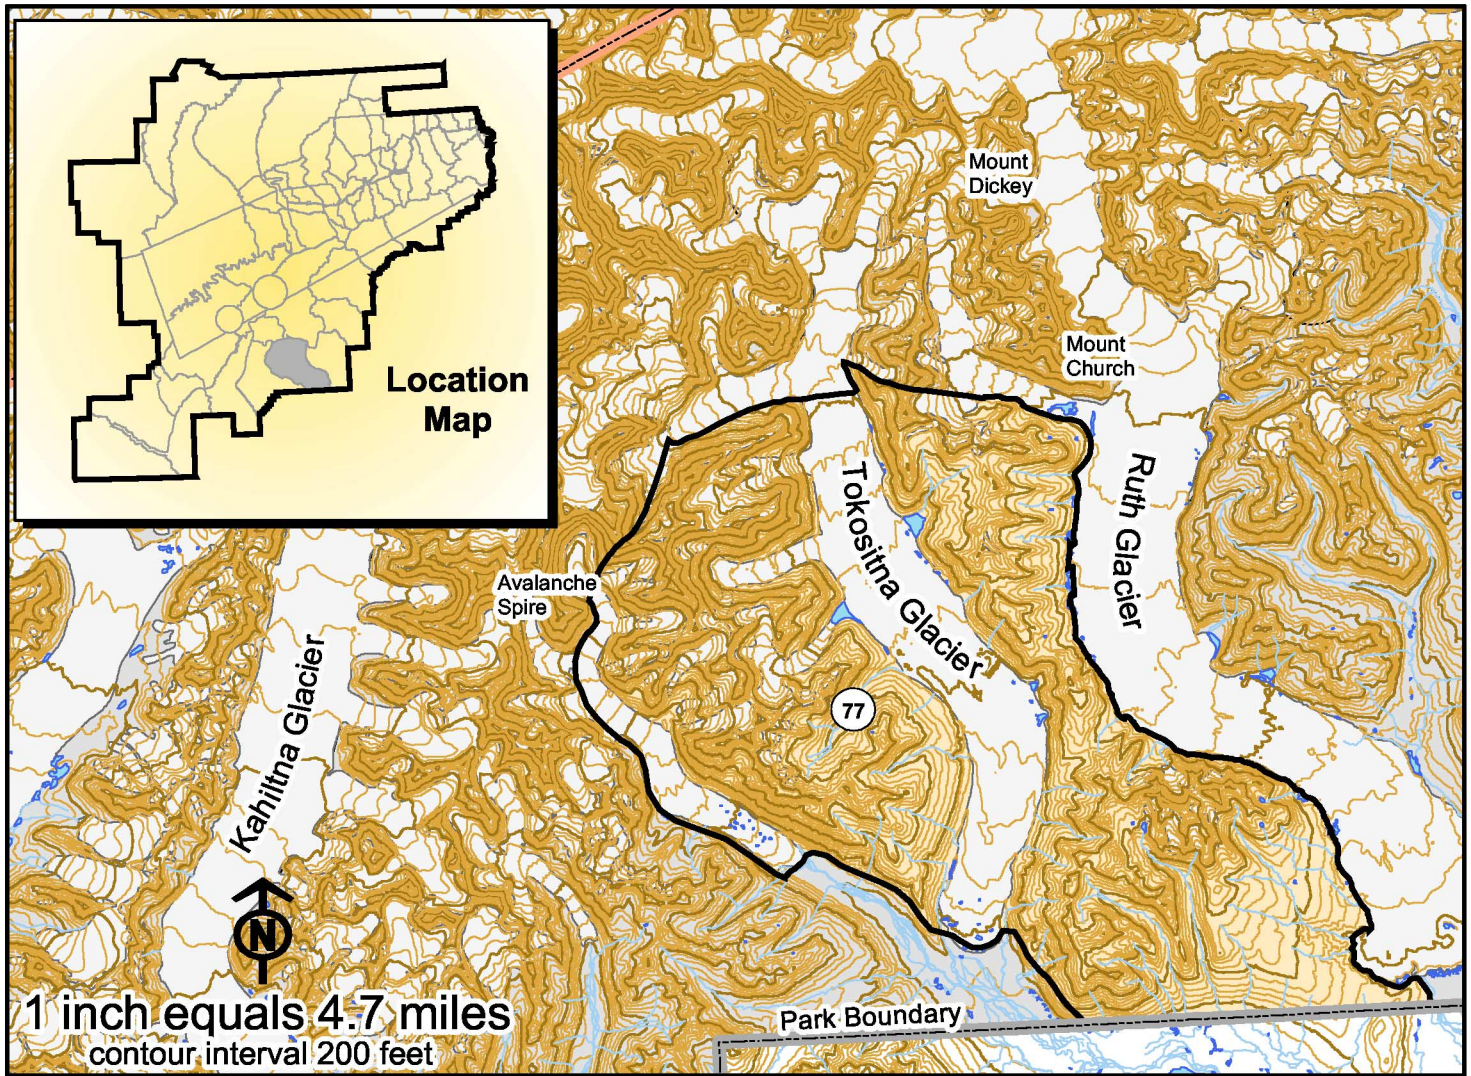 Location
Map
Mount
Dickey
Mount
Church
Tokositna Glacier
Ruth Glacier
Avalanche
Spire
Kahiltna Glacier
77
N
1 inch equals 4.7 miles
contour interval 200 feet
Park Boundary